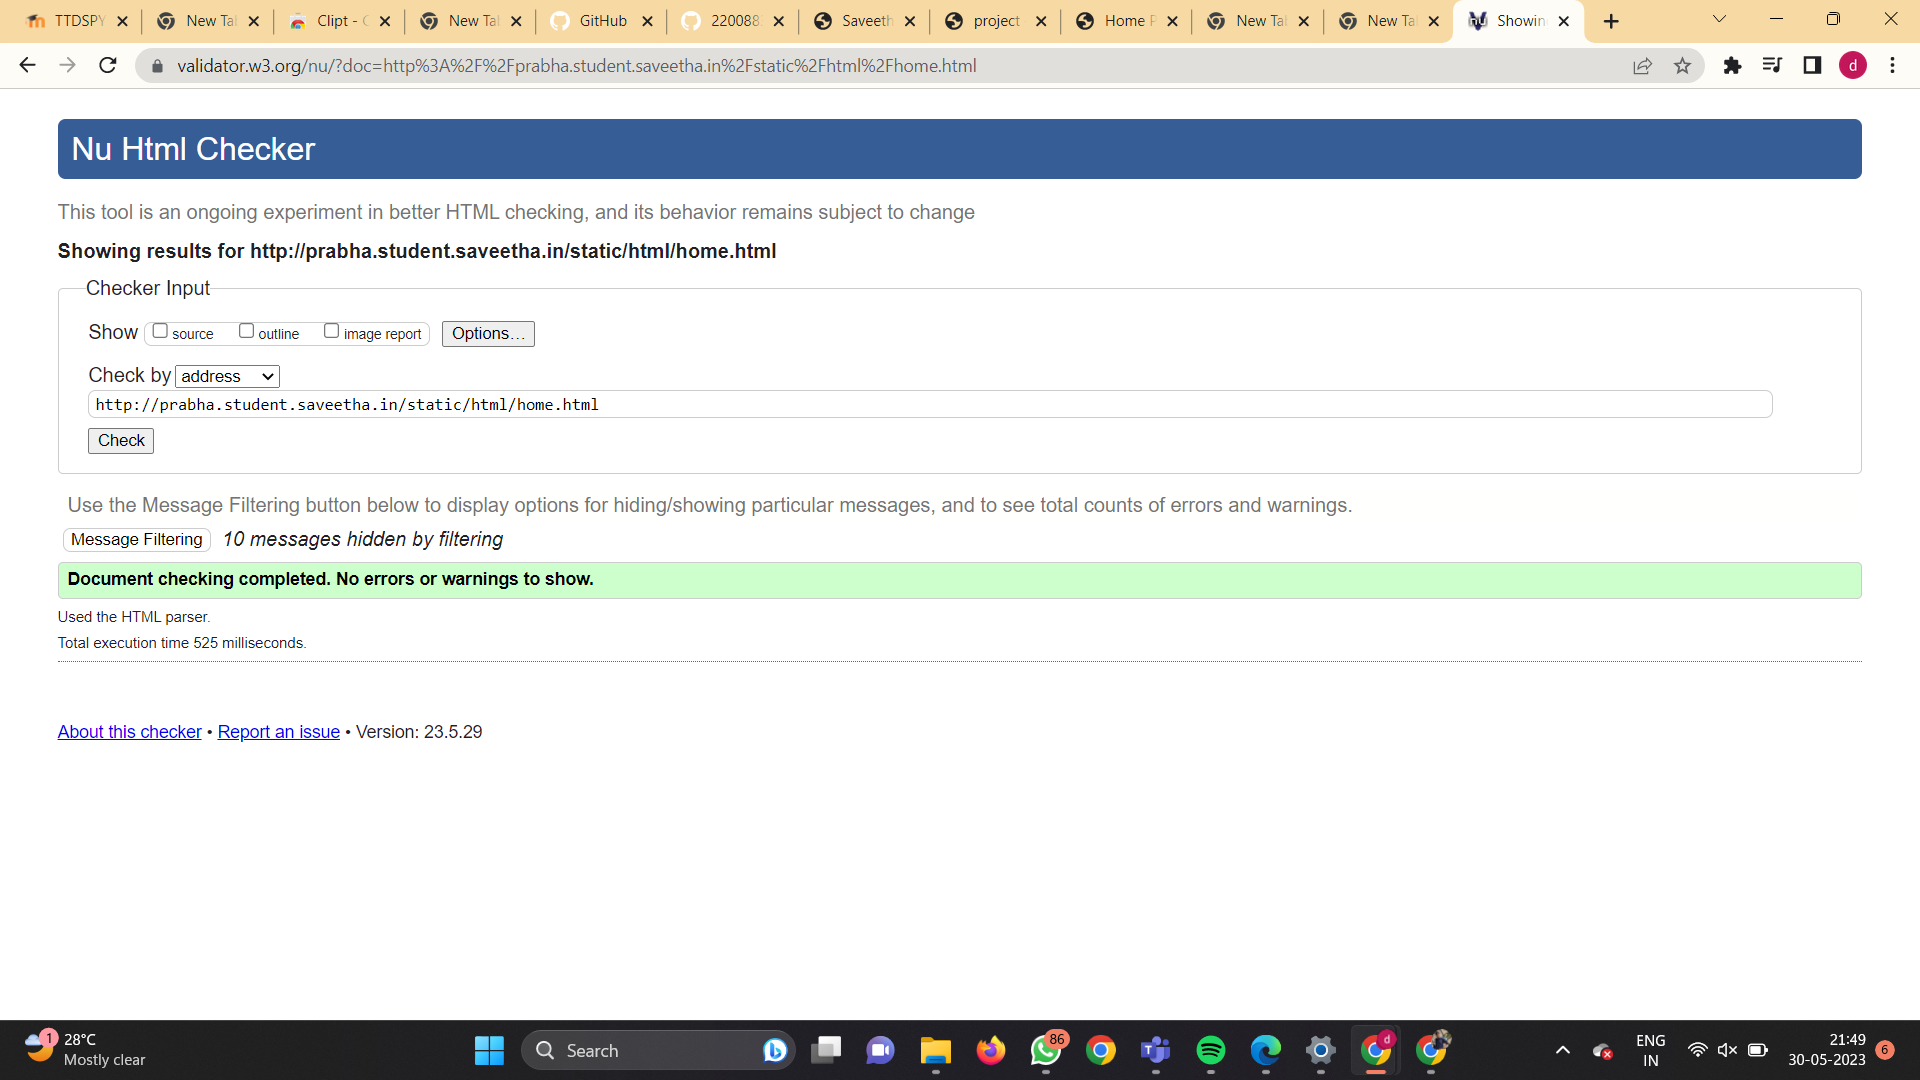 TTDSPY
New Ta
Clipt -
New Ta
GitHub
220088
Saveeth
project
Home P
New Ta
New Ta
Showin
validator.w3.org/nu/?doc=http%3A%2F%2Fprabha.student.saveetha.in%2Fstatic%2Fhtml%2Fhome.html
d
Nu Html Checker
This tool is an ongoing experiment in better HTML checking, and its behavior remains subject to change
Showing results for http://prabha.student.saveetha.in/static/html/home.html
Checker Input
Show source outline image report Options...
Check by address
http://prabha.student.saveetha.in/static/html/home.html
Check
Use the Message Filtering button below to display options for hiding/showing particular messages, and to see total counts of errors and warnings.
Message Filtering 10 messages hidden by filtering
Document checking completed. No errors or warnings to show.
Used the HTML parser.
Total execution time 525 milliseconds.
About this checker • Report an issue • Version: 23.5.29
1
28°C
Mostly clear
Search
86
d
ENG
IN
21:49
30-05-2023
6